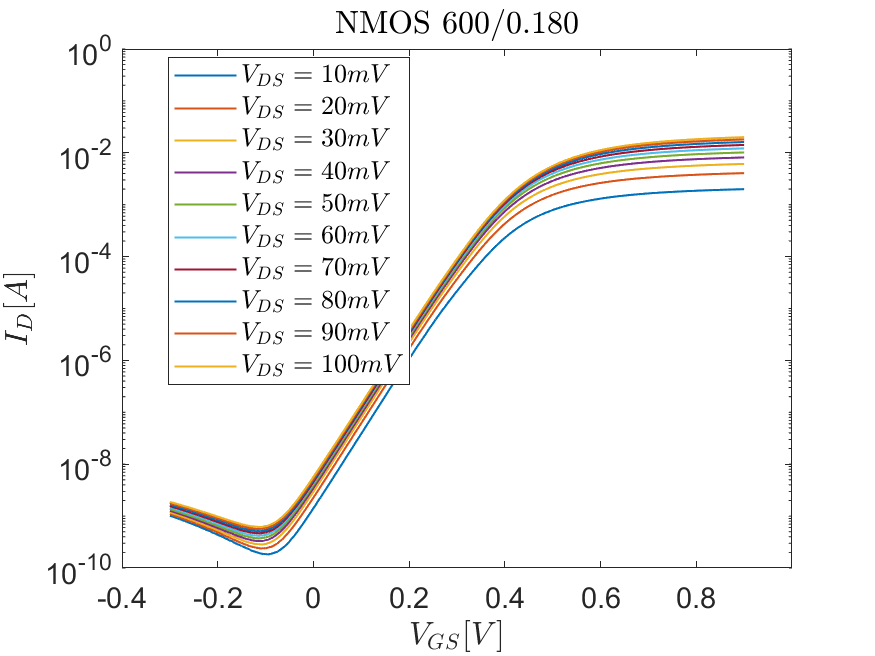 NMOS 600/0.180
10^0
10^-2
10^-4
10^-6
10^-8
10^-10
I_D[A]
V_DS = 10mV
V_DS = 20mV
V_DS = 30mV
V_DS = 40mV
V_DS = 50mV
V_DS = 60mV
V_DS = 70mV
V_DS = 80mV
V_DS = 90mV
V_DS = 100mV
-0.4 -0.2 0 0.2 0.4 0.6 0.8
V_GS[V]